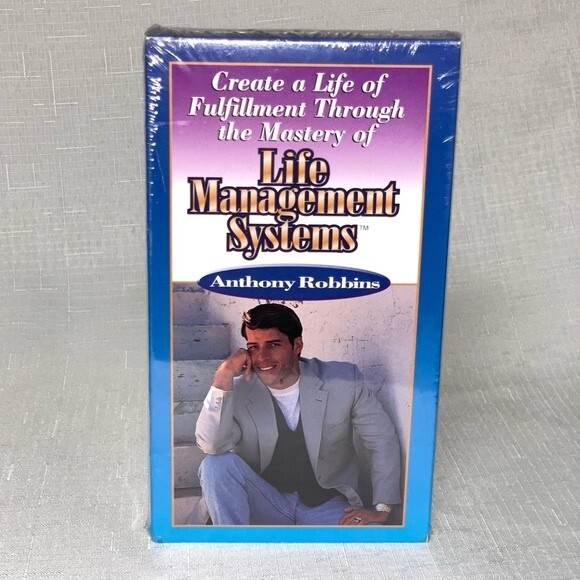 Create a Life of
Fulfillment Through
the Mastery of
Life
Management
Systems™
Anthony Robbins